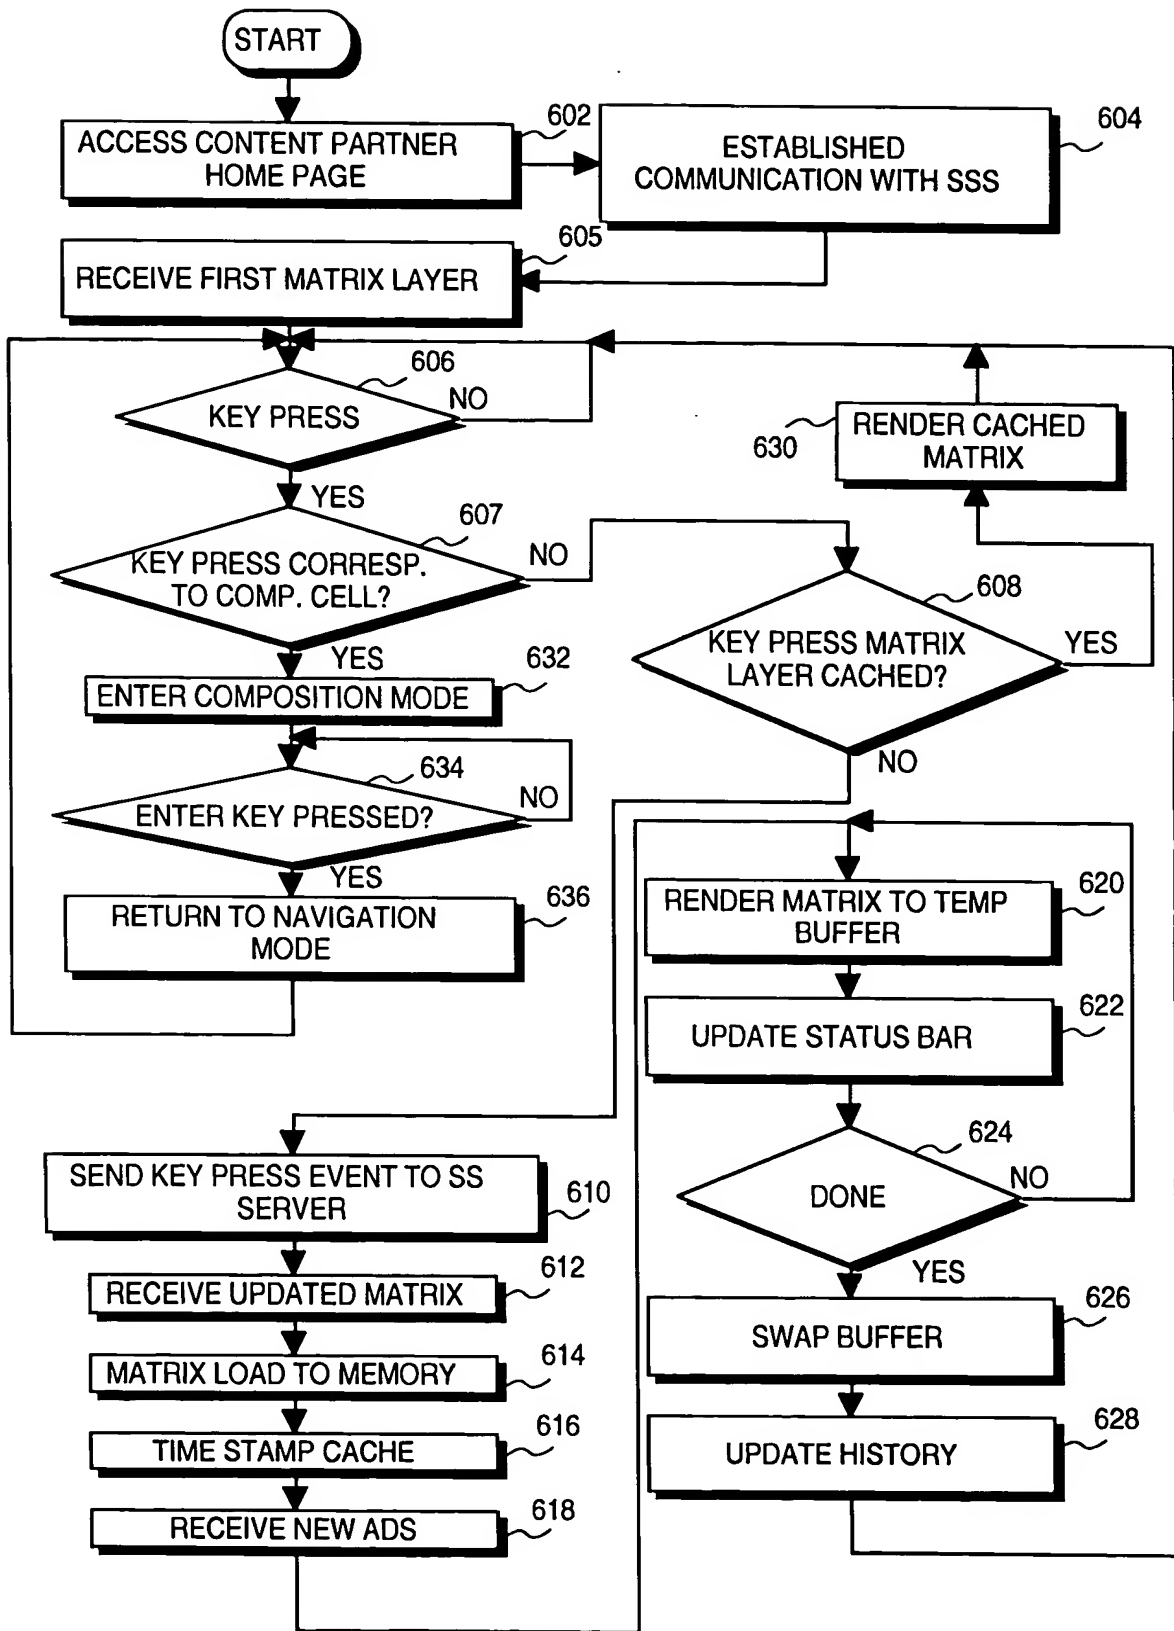 START
ACCESS CONTENT PARTNER
HOME PAGE
602
ESTABLISHED
COMMUNICATION WITH SSS
604
RECEIVE FIRST MATRIX LAYER
605
KEY PRESS
606
NO
YES
KEY PRESS CORRESP.
TO COMP. CELL?
607
NO
YES
ENTER COMPOSITION MODE
632
ENTER KEY PRESSED?
634
NO
YES
RETURN TO NAVIGATION
MODE
636
RENDER CACHED
MATRIX
630
KEY PRESS MATRIX
LAYER CACHED?
608
YES
NO
SEND KEY PRESS EVENT TO SS
SERVER
610
RECEIVE UPDATED MATRIX
612
MATRIX LOAD TO MEMORY
614
TIME STAMP CACHE
616
RECEIVE NEW ADS
618
RENDER MATRIX TO TEMP
BUFFER
620
UPDATE STATUS BAR
622
DONE
624
NO
YES
SWAP BUFFER
626
UPDATE HISTORY
628